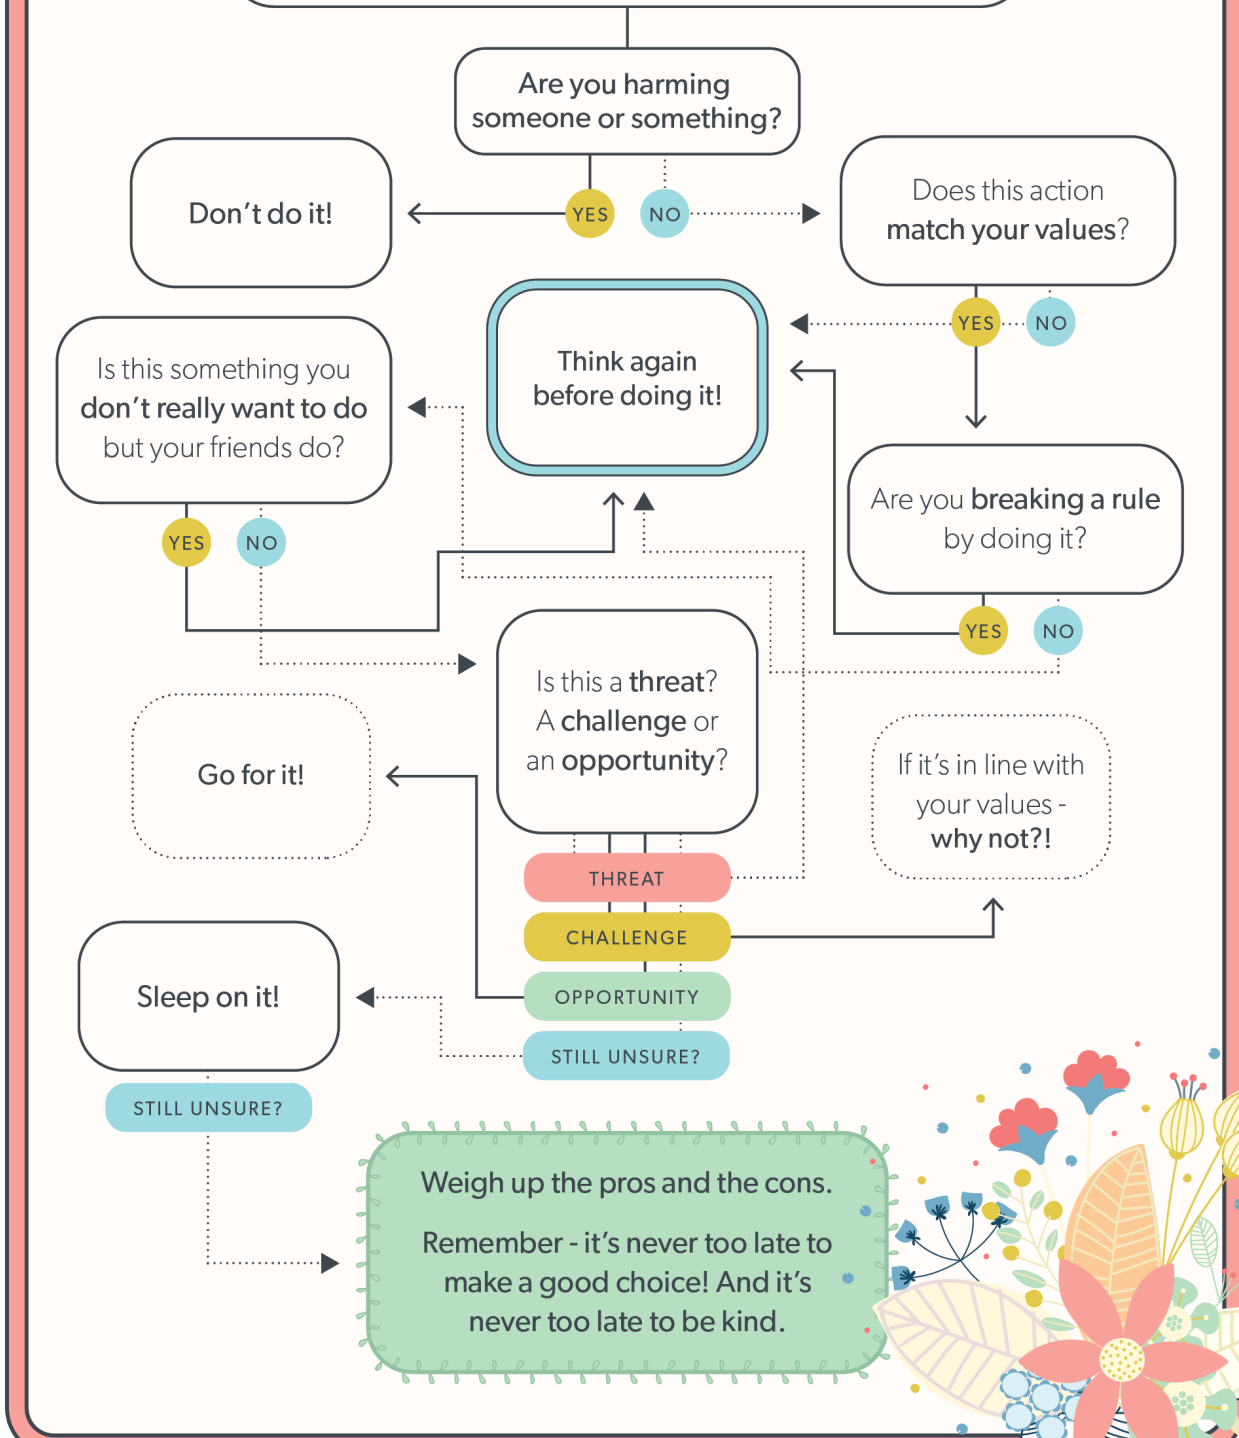 Are you harming
someone or something?
Don't do it!
YES
NO
Does this action
match your values?
YES
NO
Think again
before doing it!
Is this something you
don't really want to do
but your friends do?
YES
NO
Are you breaking a rule
by doing it?
YES
NO
Is this a threat?
A challenge or
an opportunity?
Go for it!
If it's in line with
your values -
why not?!
THREAT
CHALLENGE
OPPORTUNITY
STILL UNSURE?
Sleep on it!
STILL UNSURE?
Weigh up the pros and the cons.
Remember - it's never too late to
make a good choice! And it's
never too late to be kind.